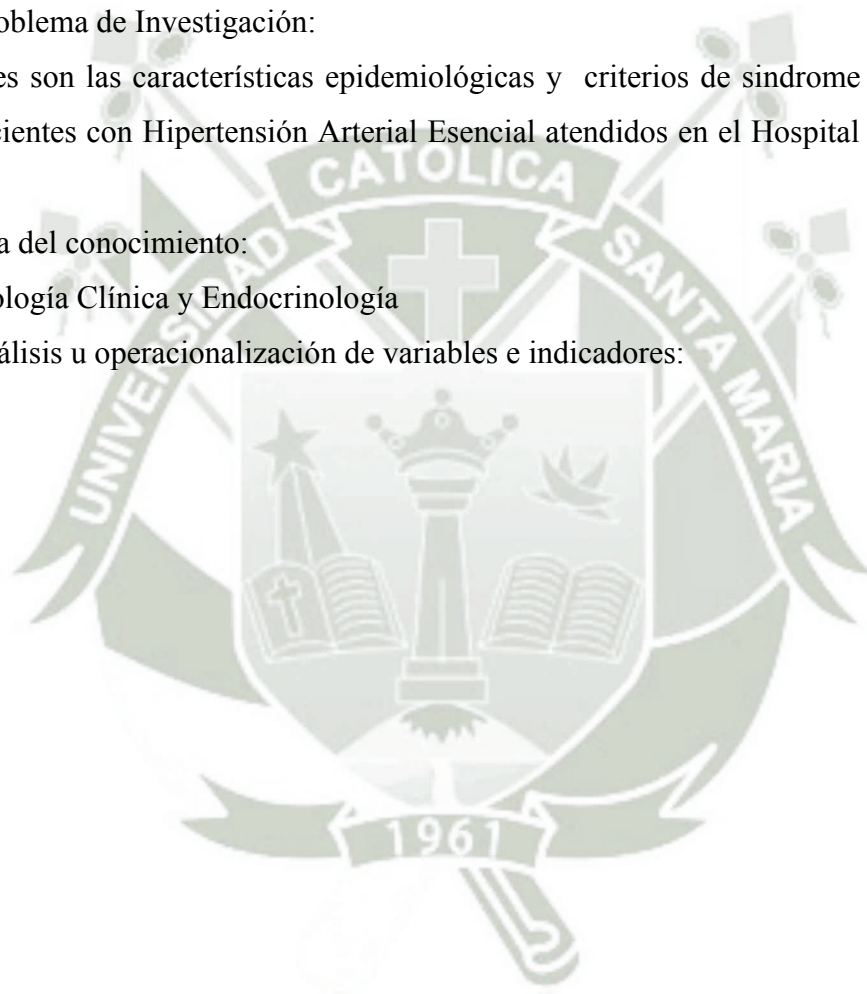 oblema de Investigación:
es son las características epidemiológicas y criterios de sindrome
cientes con Hipertensión Arterial Esencial atendidos en el Hospital
a del conocimiento:
ología Clínica y Endocrinología
álisis u operacionalización de variables e indicadores:
UNIVERSIDAD CATOLICA SANTA MARIA
1961